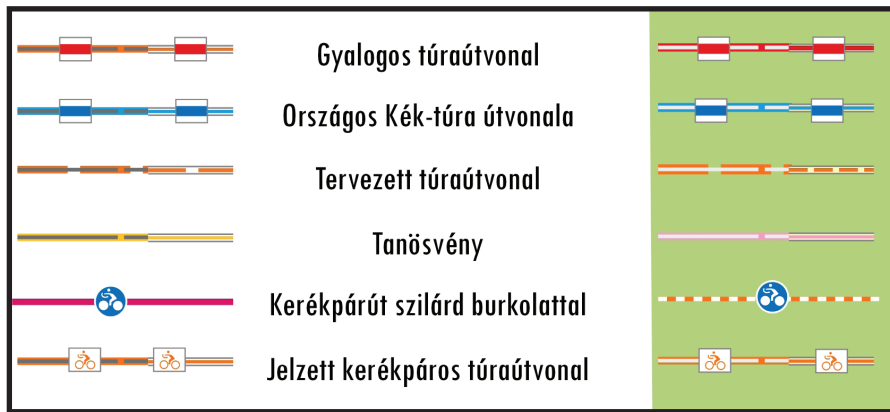 Gyalogos túraútvonal
Országos Kék-túra útvonala
Tervezett túraútvonal
Tanösvény
Kerékpárút szilárd burkolattal
Jelzett kerékpáros túraútvonal